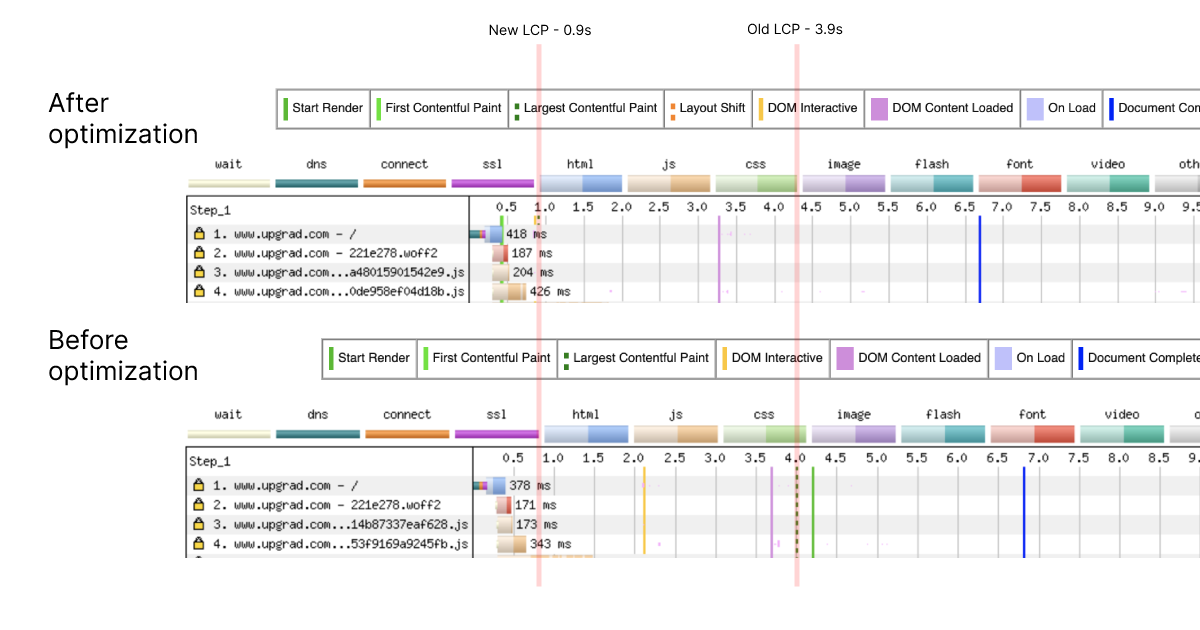 New LCP - 0.9s
Old LCP - 3.9s
After
optimization
Start Render First Contentful Paint Largest Contentful Paint Layout Shift DOM Interactive DOM Content Loaded On Load Document Com
wait dns connect ssl html js css image flash font video oth
Step_1 0.5 1.0 1.5 2.0 2.5 3.0 3.5 4.0 4.5 5.0 5.5 6.0 6.5 7.0 7.5 8.0 8.5 9.0 9.5
1. www.upgrad.com - / 418 ms
2. www.upgrad.com - 221e278.woff2 187 ms
3. www.upgrad.com...a48015901542e9.js 204 ms
4. www.upgrad.com...0de958ef04d18b.js 426 ms
Before
optimization
Start Render First Contentful Paint Largest Contentful Paint DOM Interactive DOM Content Loaded On Load Document Complete
wait dns connect ssl html js css image flash font video o
Step_1 0.5 1.0 1.5 2.0 2.5 3.0 3.5 4.0 4.5 5.0 5.5 6.0 6.5 7.0 7.5 8.0 8.5 9.
1. www.upgrad.com - / 378 ms
2. www.upgrad.com - 221e278.woff2 171 ms
3. www.upgrad.com...14b87337eaf628.js 173 ms
4. www.upgrad.com...53f9169a9245fb.js 343 ms